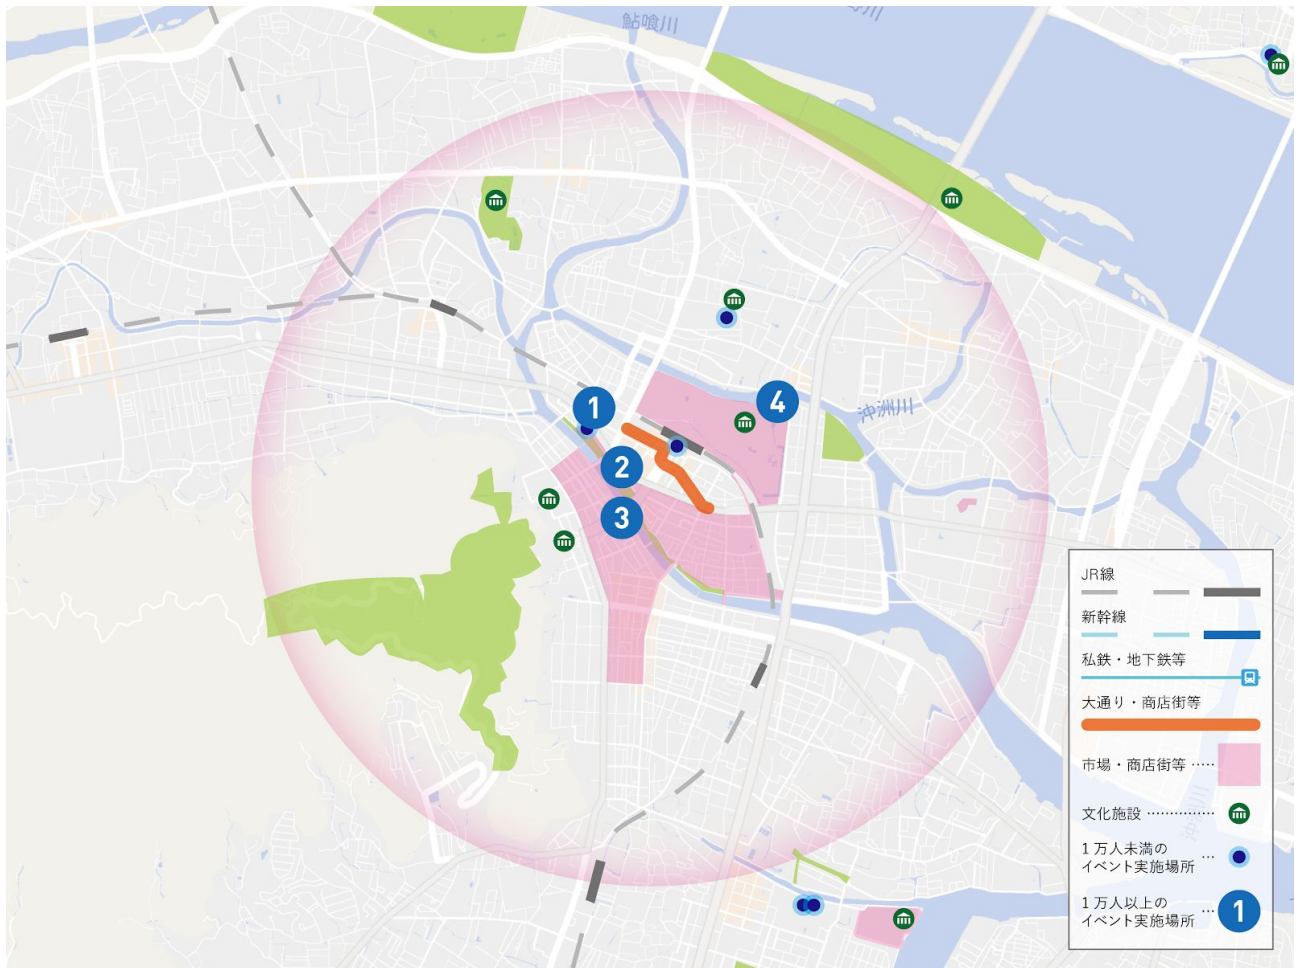 鮎喰川
1
4
沖洲川
2
3
JR線
新幹線
私鉄・地下鉄等
大通り・商店街等
市場・商店街等 ……
文化施設 ……………
1万人未満の
イベント実施場所 …
1万人以上の
イベント実施場所 … 1